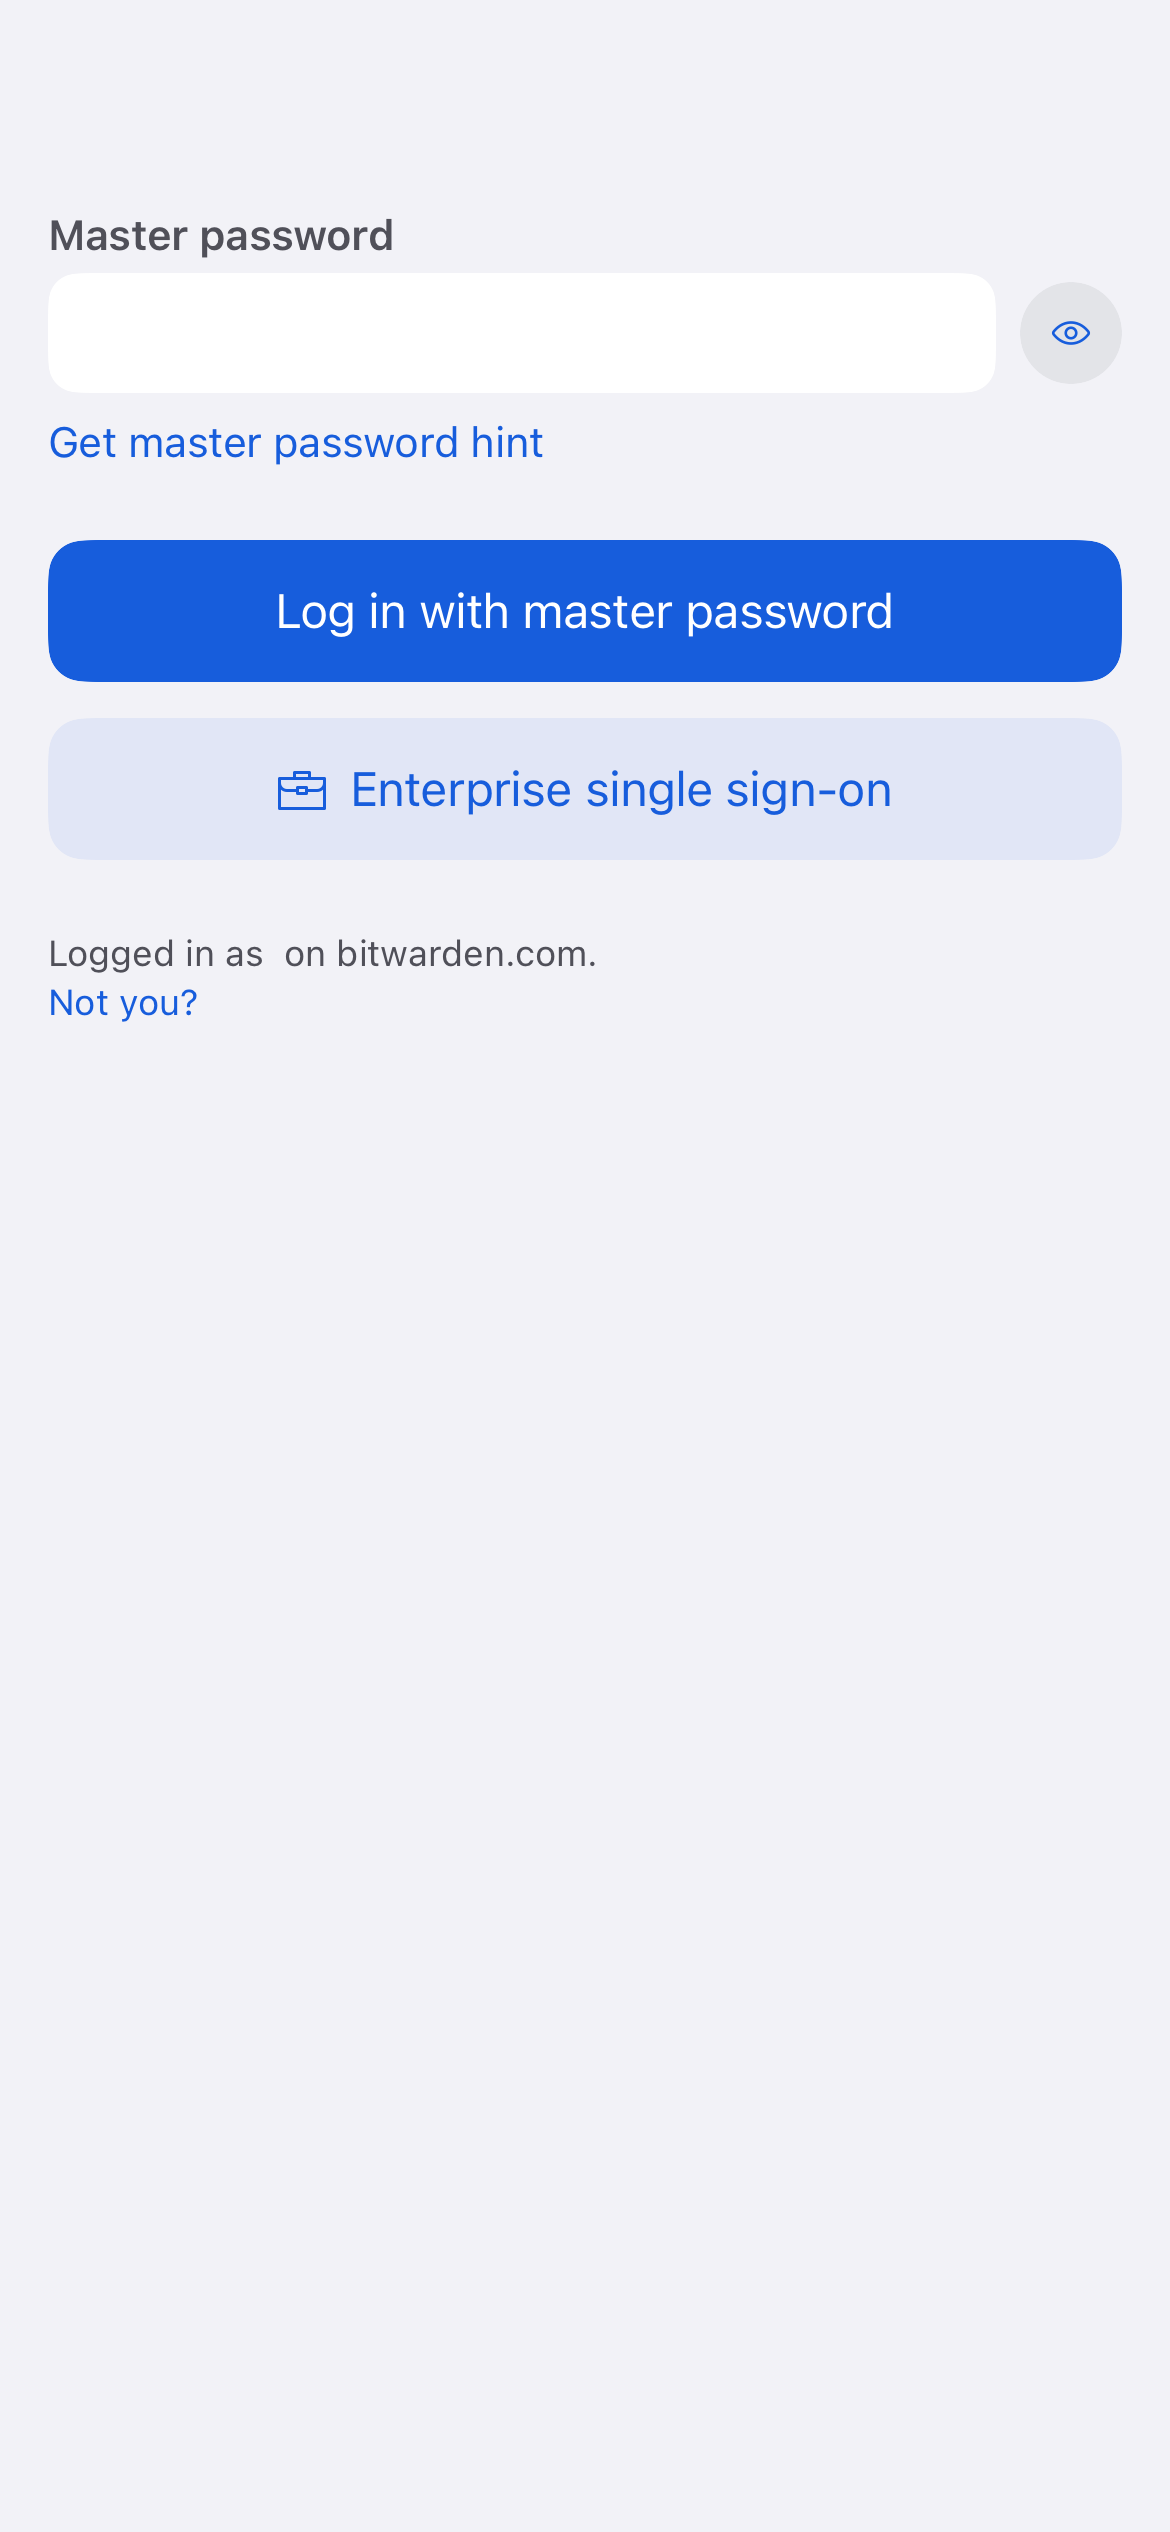 Master password
Get master password hint
Log in with master password
Enterprise single sign-on
Logged in as  on bitwarden.com.
Not you?